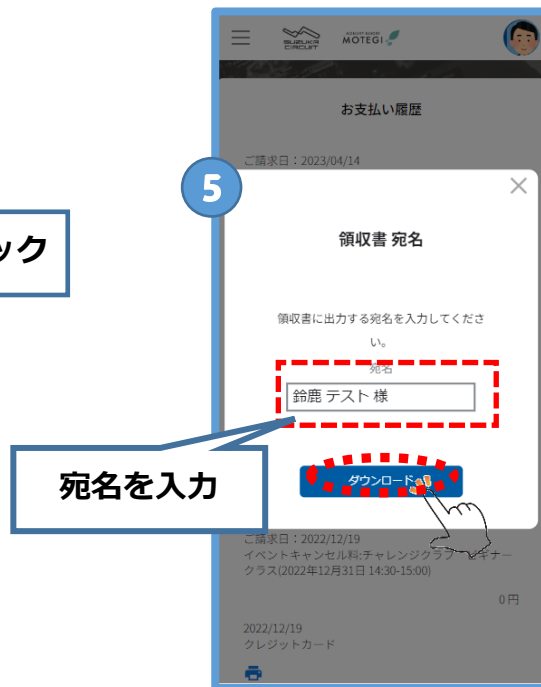 SUZUKA
CIRCUIT
MOTEGI
お支払い履歴
ご請求日：2023/04/14
5
ック
領収書 宛名
領収書に出力する宛名を入力してくださ
い。
宛名
鈴鹿 テスト 様
宛名を入力
ダウンロード
ご請求日：2022/12/19
イベントキャンセル料:チャレンジクラブ ビギナー
クラス(2022年12月31日 14:30-15:00)
0 円
2022/12/19
クレジットカード